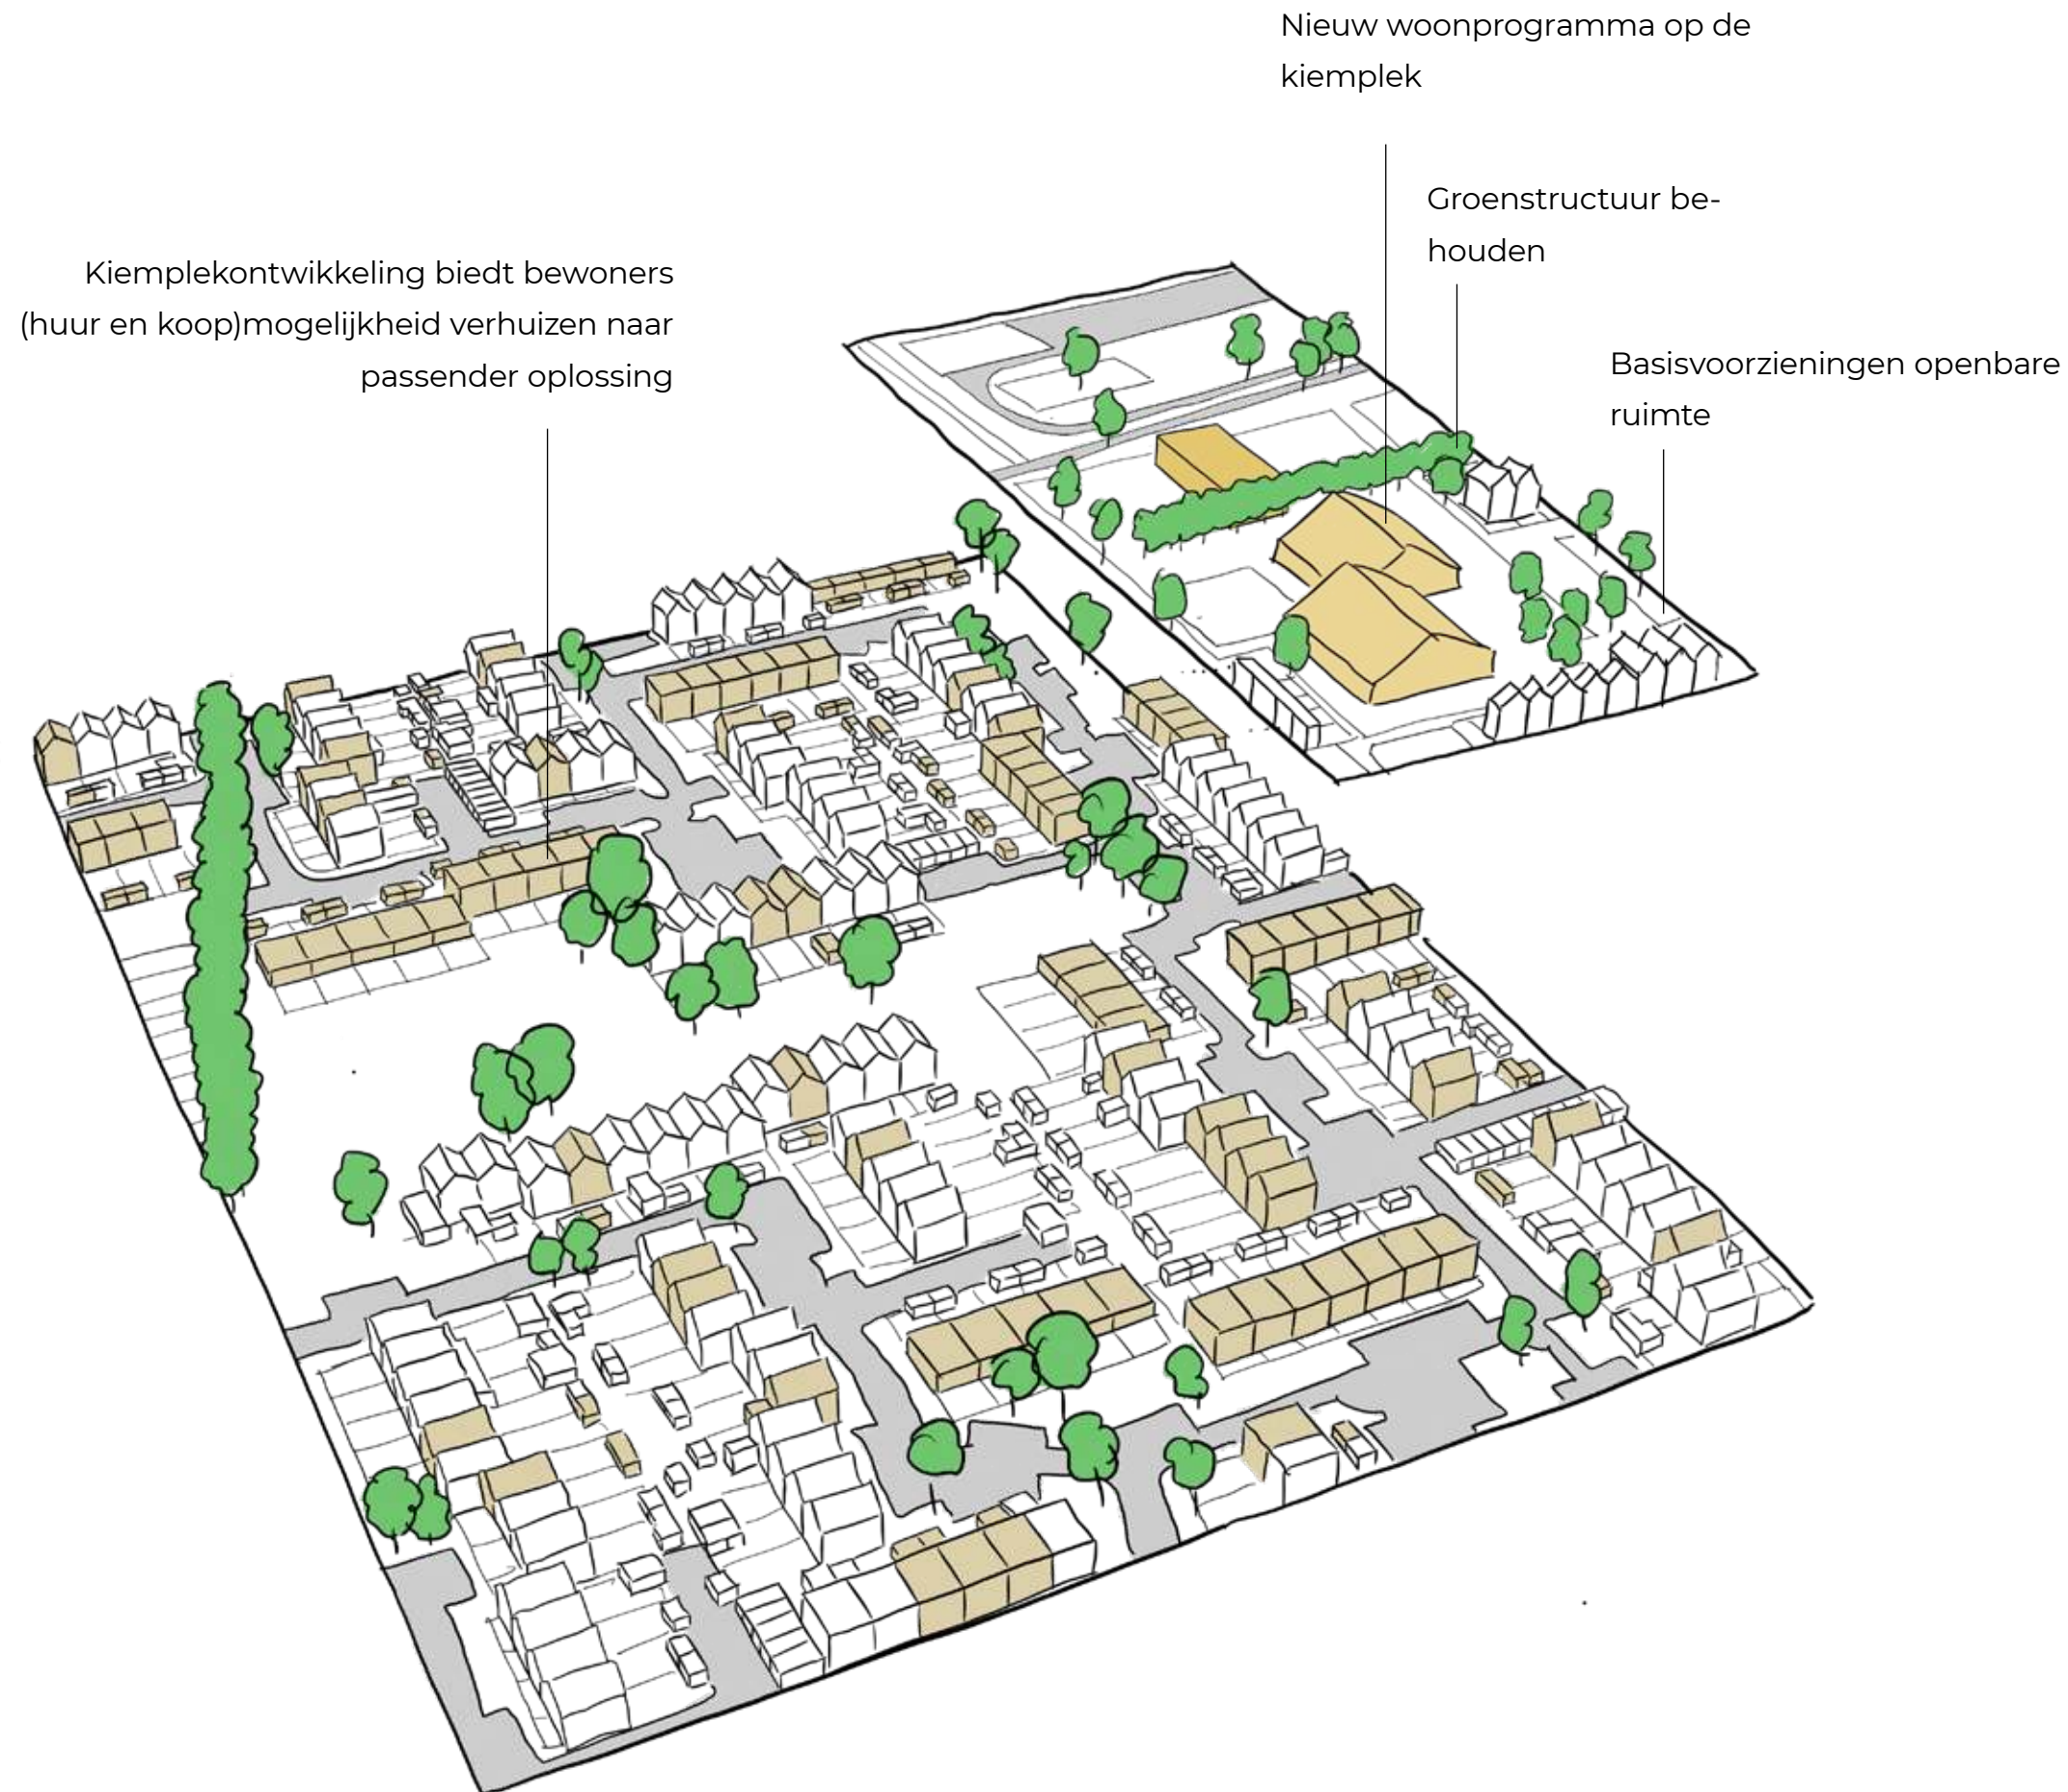 Nieuw woonprogramma op de
kiemplek
Groenstructuur be-
houden
Kiemplekontwikkeling biedt bewoners
(huur en koop)mogelijkheid verhuizen naar
passender oplossing
Basisvoorzieningen openbare
ruimte